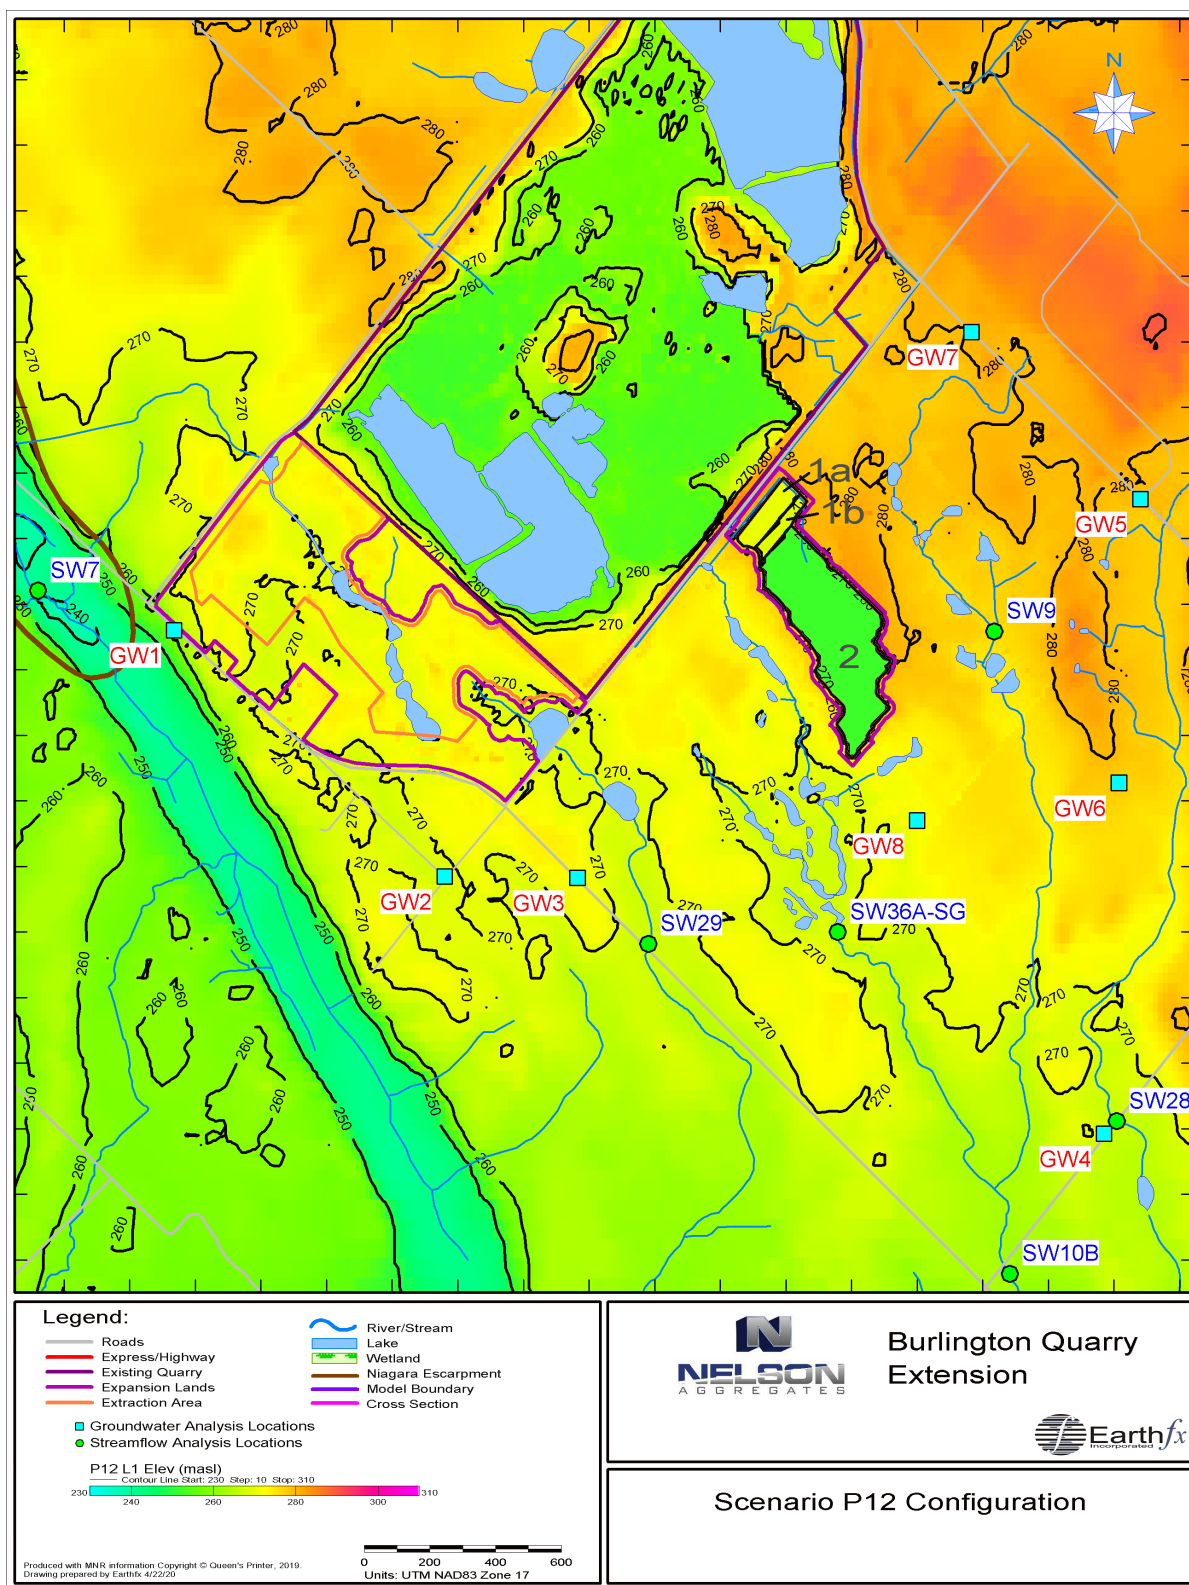 N
1a
1b
2
GW7
GW5
SW7
GW1
SW9
GW6
GW8
GW2
GW3
SW29
SW36A-SG
SW28
GW4
SW10B
280
270
260
250
240
Legend:
Roads
Express/Highway
Existing Quarry
Expansion Lands
Extraction Area
River/Stream
Lake
Wetland
Niagara Escarpment
Model Boundary
Cross Section
Groundwater Analysis Locations
Streamflow Analysis Locations
P12 L1 Elev (masl)
Contour Line Start: 230 Step: 10 Stop: 310
230 310
240 260 280 300
0 200 400 600
Units: UTM NAD83 Zone 17
Produced with MNR information Copyright © Queen's Printer, 2019.
Drawing prepared by Earthfx 4/22/20
N
NELSON
AGGREGATES
Burlington Quarry
Extension
Earthfx
Incorporated
Scenario P12 Configuration